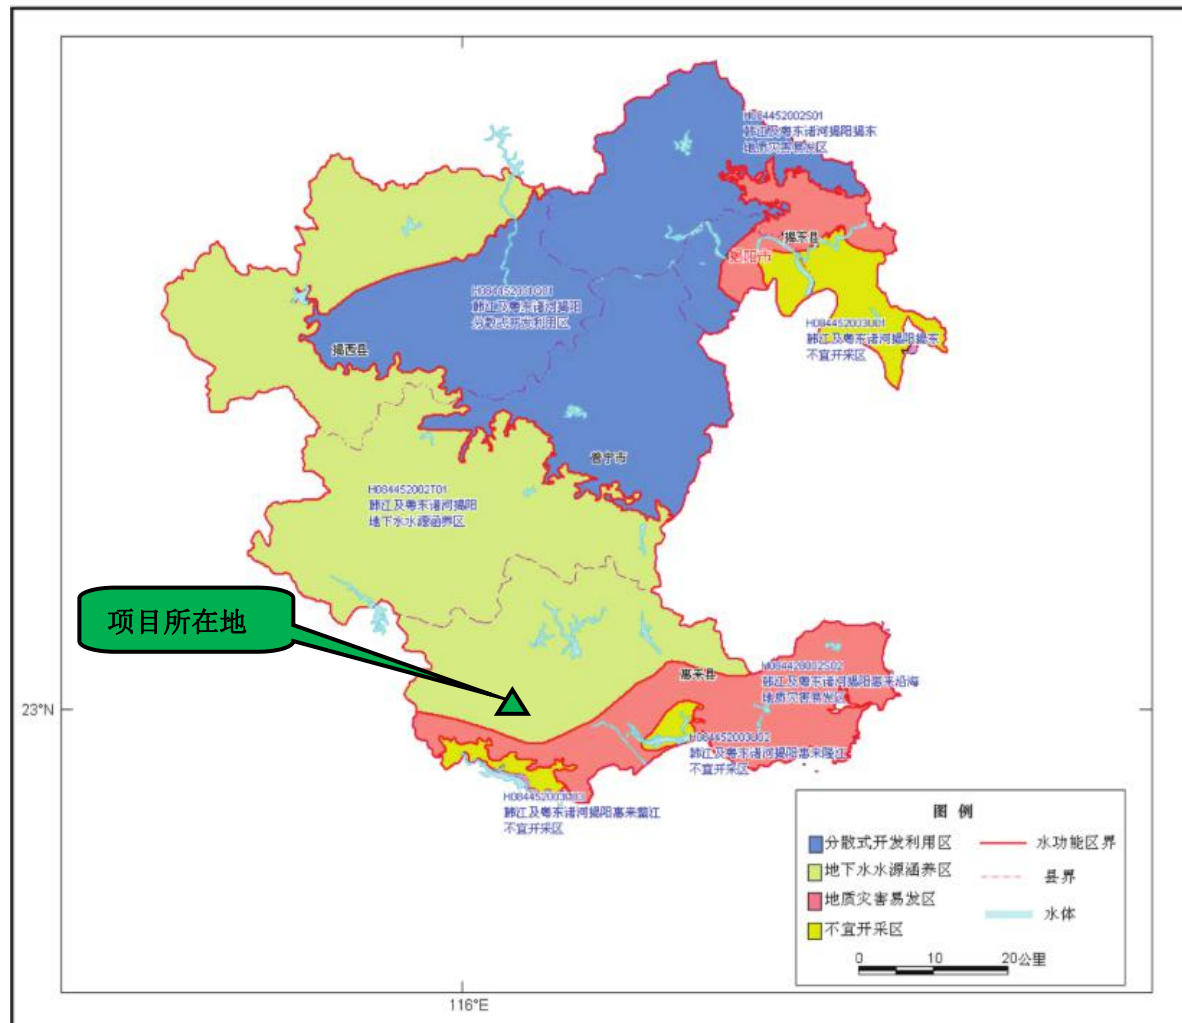 H084452002S01
韩江及粤东诸河揭阳揭东
地质灾害易发区
揭东县
揭阳市
H084452001Q01
韩江及粤东诸河揭阳
分散式开发利用区
H084452003U01
韩江及粤东诸河揭阳揭东
不宜开采区
揭西县
普宁市
H084452002T01
韩江及粤东诸河揭阳
地下水水源涵养区
项目所在地
惠来县
H084428002S02
韩江及粤东诸河揭阳惠来沿海
地质灾害易发区
23°N
H084452003U02
韩江及粤东诸河揭阳惠来隆江
不宜开采区
H084452003U03
韩江及粤东诸河揭阳惠来螯江
不宜开采区
图 例
分散式开发利用区
水功能区界
地下水水源涵养区
县界
地质灾害易发区
水体
不宜开采区
0 10 20公里
116°E